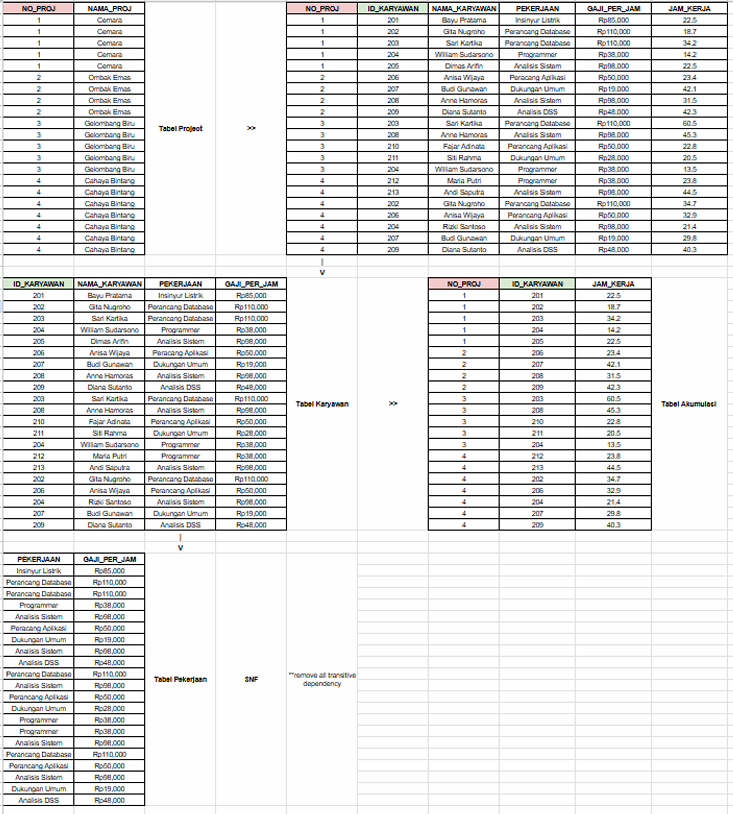 NO_PROJ NAMA_PROJ NO_PROJ ID_KARYAWAN NAMA_KARYAWAN PEKERJAAN GAJI_PER_JAM JAM_KERJA
1 Cemara 1 201 Bayu Pratama Insinyur Listrik Rp85,000 22.5
1 Cemara 1 202 Gita Nugroho Perancang Database Rp110,000 18.7
1 Cemara 1 203 Sari Kartika Perancang Database Rp110,000 34.2
1 Cemara 1 204 William Sudarsono Programmer Rp38,000 14.2
1 Cemara 1 205 Dimas Arifin Analisis Sistem Rp98,000 22.5
2 Ombak Emas 2 206 Anisa Wijaya Peracang Aplikasi Rp50,000 23.4
2 Ombak Emas 2 207 Budi Gunawan Dukungan Umum Rp19,000 42.1
2 Ombak Emas 2 208 Anne Hamoras Analisis Sistem Rp98,000 31.5
2 Ombak Emas 2 209 Diana Sutanto Analisis DSS Rp48,000 42.3
3 Gelombang Biru Tabel Project >> 3 203 Sari Kartika Perancang Database Rp110,000 60.5
3 Gelombang Biru 3 208 Anne Hamoras Analisis Sistem Rp98,000 45.3
3 Gelombang Biru 3 210 Fajar Adinata Perancang Aplikasi Rp50,000 22.8
3 Gelombang Biru 3 211 Siti Rahma Dukungan Umum Rp28,000 20.5
3 Gelombang Biru 3 204 William Sudarsono Programmer Rp38,000 13.5
4 Cahaya Bintang 4 212 Maria Putri Programmer Rp38,000 23.8
4 Cahaya Bintang 4 213 Andi Saputra Analisis Sistem Rp98,000 44.5
4 Cahaya Bintang 4 202 Gita Nugroho Perancang Database Rp110,000 34.7
4 Cahaya Bintang 4 206 Anisa Wijaya Perancang Aplikasi Rp50,000 32.9
4 Cahaya Bintang 4 204 Rizki Santoso Analisis Sistem Rp98,000 21.4
4 Cahaya Bintang 4 207 Budi Gunawan Dukungan Umum Rp19,000 29.8
4 Cahaya Bintang 4 209 Diana Sutanto Analisis DSS Rp48,000 40.3
|
V
ID_KARYAWAN NAMA_KARYAWAN PEKERJAAN GAJI_PER_JAM NO_PROJ ID_KARYAWAN JAM_KERJA
201 Bayu Pratama Insinyur Listrik Rp85,000 1 201 22.5
202 Gita Nugroho Perancang Database Rp110,000 1 202 18.7
203 Sari Kartika Perancang Database Rp110,000 1 203 34.2
204 William Sudarsono Programmer Rp38,000 1 204 14.2
205 Dimas Arifin Analisis Sistem Rp98,000 1 205 22.5
206 Anisa Wijaya Peracang Aplikasi Rp50,000 2 206 23.4
207 Budi Gunawan Dukungan Umum Rp19,000 2 207 42.1
208 Anne Hamoras Analisis Sistem Rp98,000 2 208 31.5
209 Diana Sutanto Analisis DSS Rp48,000 2 209 42.3
203 Sari Kartika Perancang Database Rp110,000 Tabel Karyawan >> 3 203 60.5 Tabel Akumulasi
208 Anne Hamoras Analisis Sistem Rp98,000 3 208 45.3
210 Fajar Adinata Perancang Aplikasi Rp50,000 3 210 22.8
211 Siti Rahma Dukungan Umum Rp28,000 3 211 20.5
204 William Sudarsono Programmer Rp38,000 3 204 13.5
212 Maria Putri Programmer Rp38,000 4 212 23.8
213 Andi Saputra Analisis Sistem Rp98,000 4 213 44.5
202 Gita Nugroho Perancang Database Rp110,000 4 202 34.7
206 Anisa Wijaya Perancang Aplikasi Rp50,000 4 206 32.9
204 Rizki Santoso Analisis Sistem Rp98,000 4 204 21.4
207 Budi Gunawan Dukungan Umum Rp19,000 4 207 29.8
209 Diana Sutanto Analisis DSS Rp48,000 4 209 40.3
|
V
PEKERJAAN GAJI_PER_JAM
Insinyur Listrik Rp85,000
Perancang Database Rp110,000
Perancang Database Rp110,000
Programmer Rp38,000
Analisis Sistem Rp98,000
Peracang Aplikasi Rp50,000
Dukungan Umum Rp19,000
Analisis Sistem Rp98,000
Analisis DSS Rp48,000
Perancang Database Rp110,000 Tabel Pekerjaan 3NF **remove all transitive
dependency
Analisis Sistem Rp98,000
Perancang Aplikasi Rp50,000
Dukungan Umum Rp28,000
Programmer Rp38,000
Programmer Rp38,000
Analisis Sistem Rp98,000
Perancang Database Rp110,000
Perancang Aplikasi Rp50,000
Analisis Sistem Rp98,000
Dukungan Umum Rp19,000
Analisis DSS Rp48,000